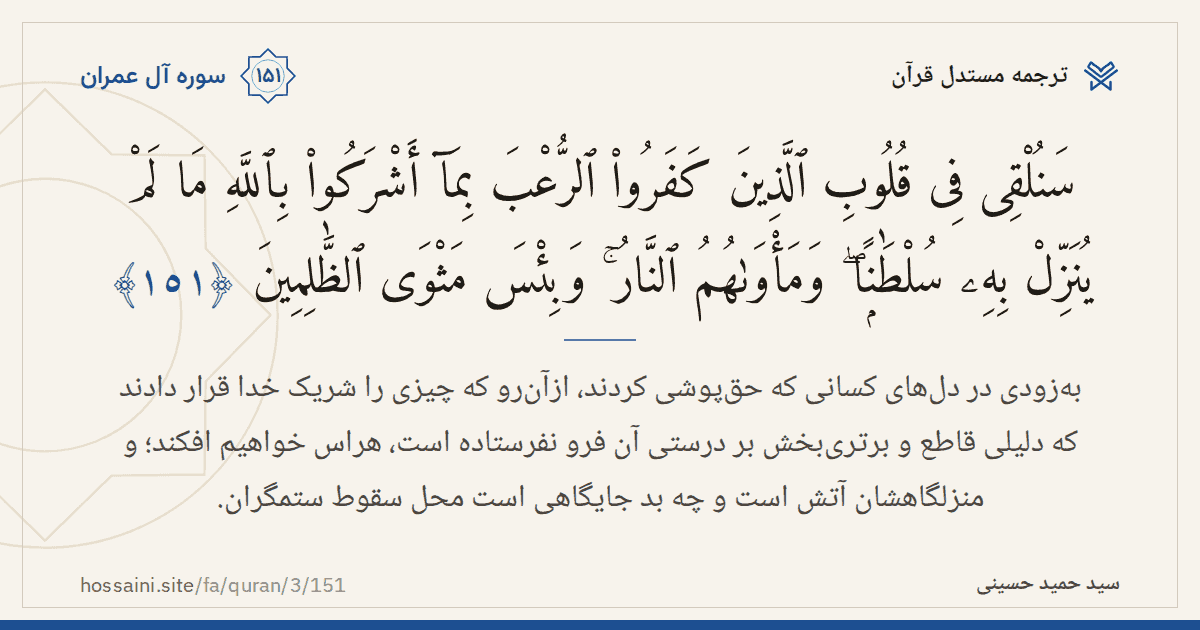 ترجمه مستدل قرآن
سوره آل عمران ۱۵۱
سَنُلْقِى فِى قُلُوبِ ٱلَّذِينَ كَفَرُوا۟ ٱلرُّعْبَ بِمَآ أَشْرَكُوا۟ بِٱللَّهِ مَا لَمْ
يُنَزِّلْ بِهِۦ سُلْطَٰنًۭا ۖ وَمَأْوَىٰهُمُ ٱلنَّارُ ۚ وَبِئْسَ مَثْوَى ٱلظَّٰلِمِينَ ﴿١٥١﴾
به‌زودی در دل‌های کسانی که حق‌پوشی کردند، ازآن‌رو که چیزی را شریک خدا قرار دادند
که دلیلی قاطع و برتری‌بخش بر درستی آن فرو نفرستاده است، هراس خواهیم افکند؛ و
منزلگاهشان آتش است و چه بد جایگاهی است محل سقوط ستمگران.
سید حمید حسینی
hossaini.site/fa/quran/3/151